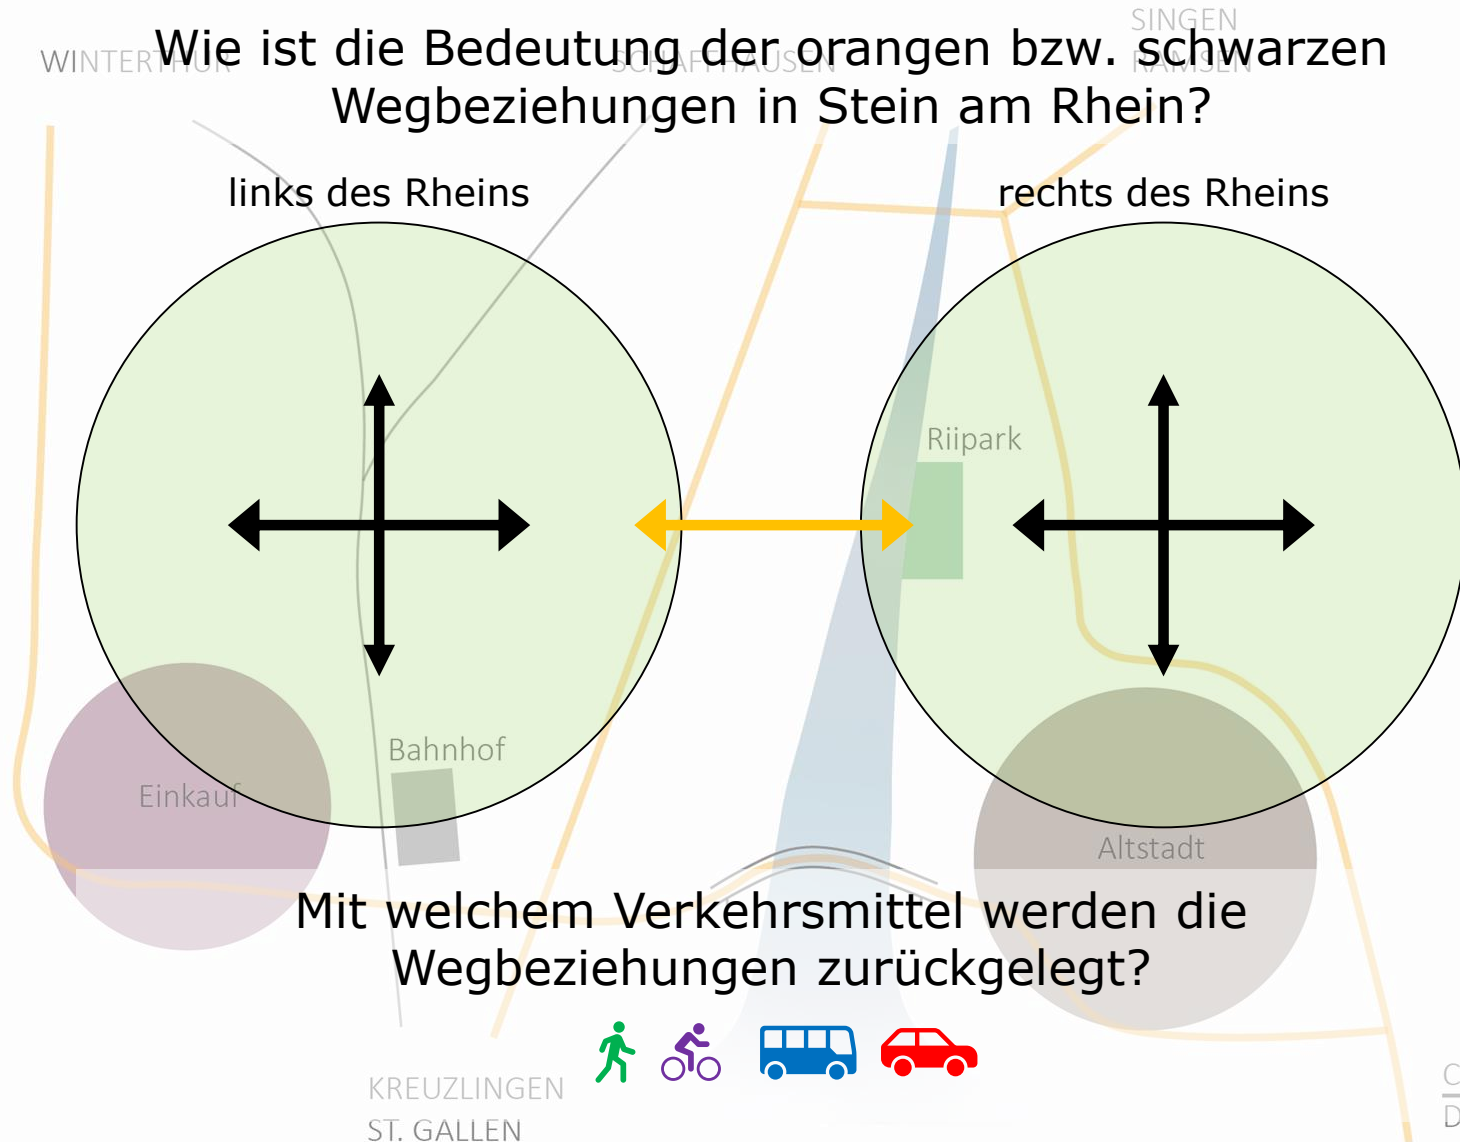 SINGEN
RAMSEN
WINTERTHUR
SCHAFFHAUSEN
Wie ist die Bedeutung der orangen bzw. schwarzen
Wegbeziehungen in Stein am Rhein?
links des Rheins
rechts des Rheins
Riipark
Bahnhof
Einkauf
Altstadt
Mit welchem Verkehrsmittel werden die
Wegbeziehungen zurückgelegt?
KREUZLINGEN
ST. GALLEN
C
D